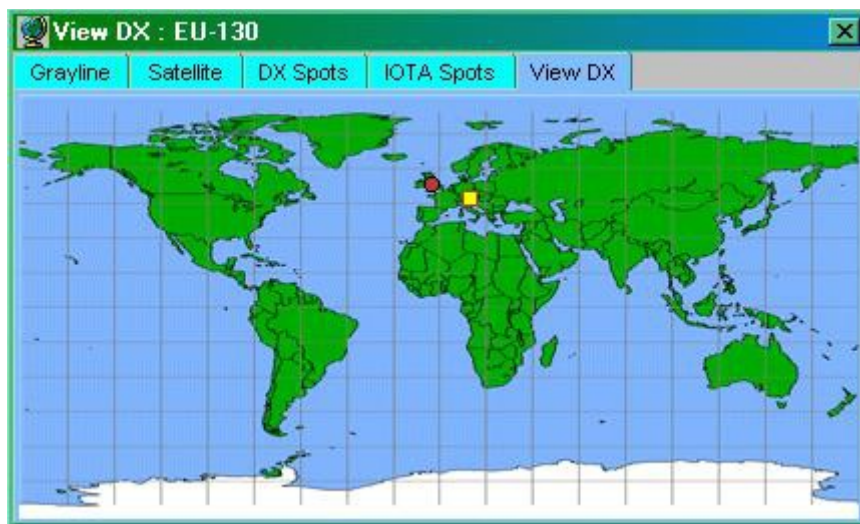 View DX : EU-130
Grayline Satellite DX Spots IOTA Spots View DX